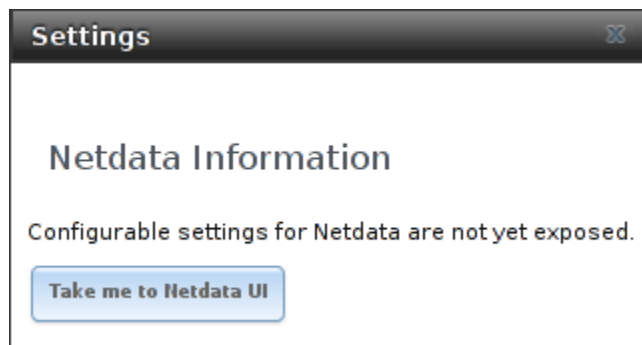 Settings
Netdata Information
Configurable settings for Netdata are not yet exposed.
Take me to Netdata UI